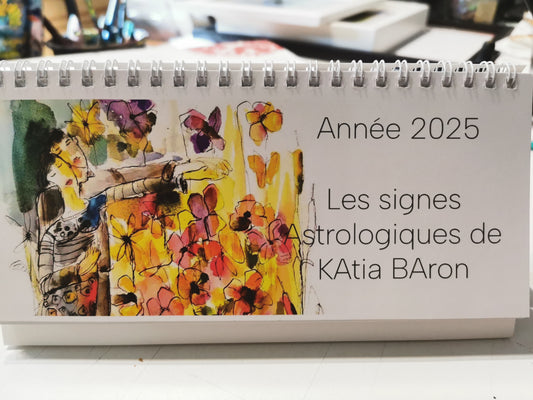 Année 2025
Les signes
Astrologiques de
KAtia BAron